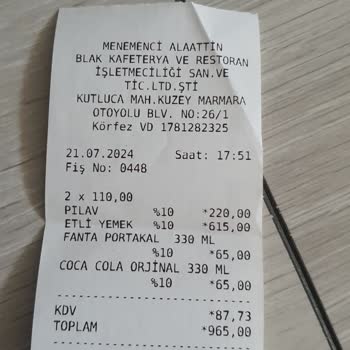 MENEMENCİ ALAATTİN
BLAK KAFETERYA VE RESTORAN
İŞLETMECİLİĞİ SAN.VE
TİC.LTD.ŞTİ
KUTLUCA MAH.KUZEY MARMARA
OTOYOLU BLV. NO:26/1
Körfez VD 1781282325
21.07.2024 Saat: 17:51
Fiş No: 0448
2 x 110,00
PILAV %10 *220,00
ETLİ YEMEK %10 *615,00
FANTA PORTAKAL 330 ML
%10 *65,00
COCA COLA ORJİNAL 330 ML
%10 *65,00
KDV *87,73
TOPLAM *965,00